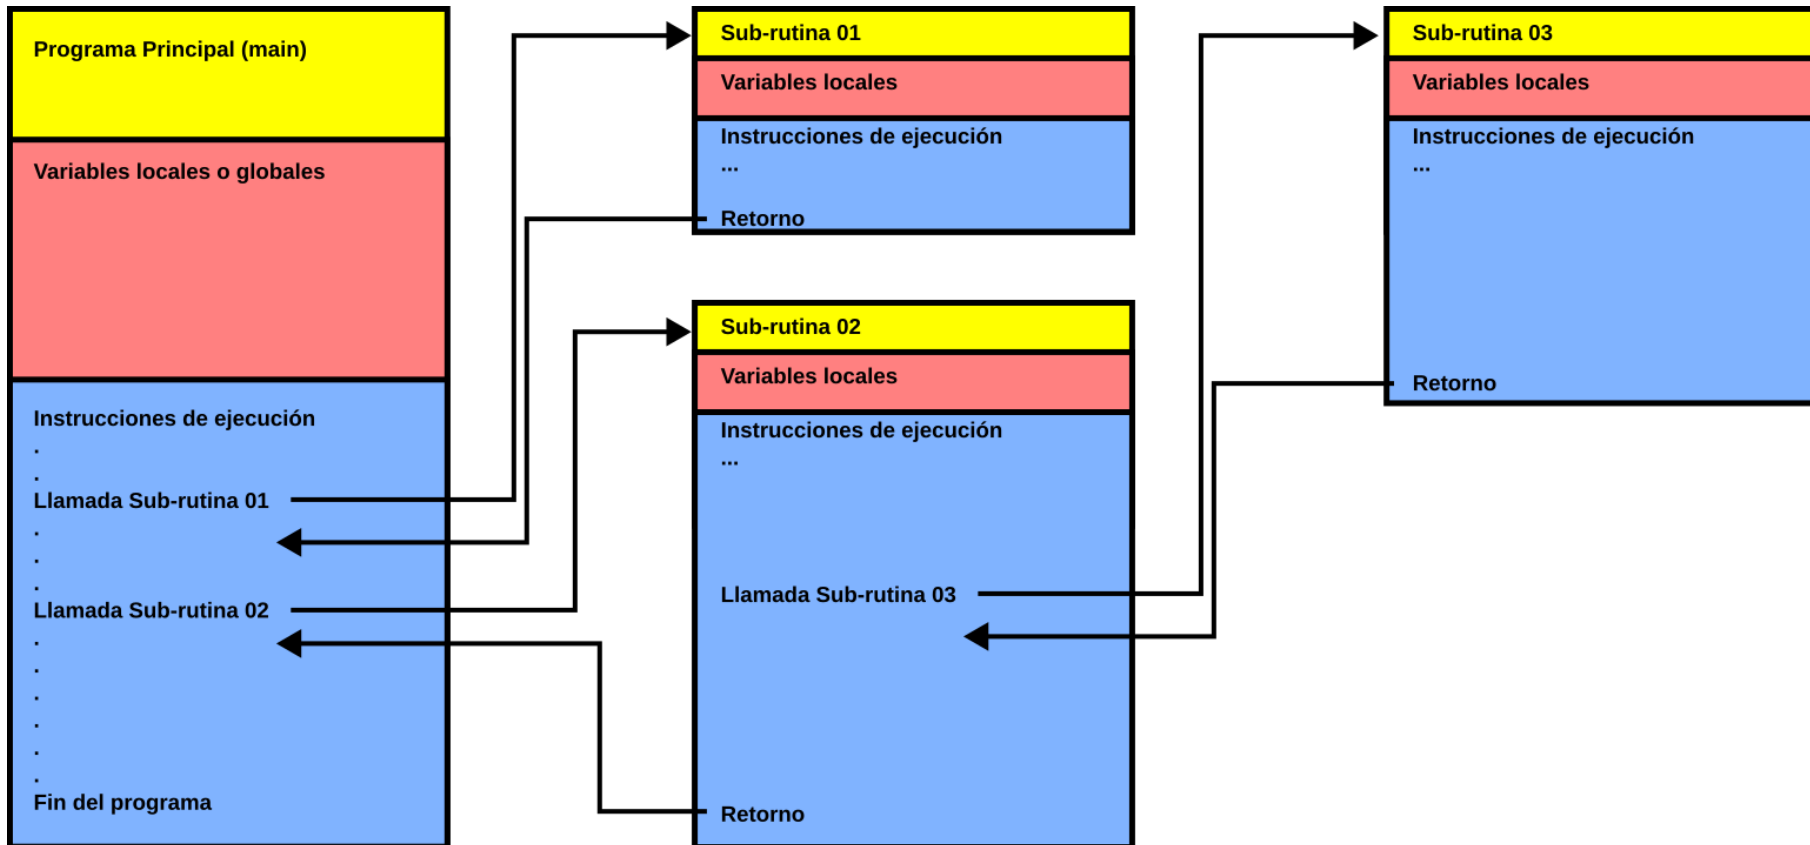 Programa Principal (main)
Variables locales o globales
Instrucciones de ejecución
.
.
Llamada Sub-rutina 01
.
.
.
Llamada Sub-rutina 02
.
.
.
.
.
.
Fin del programa
Sub-rutina 01
Variables locales
Instrucciones de ejecución
...
Retorno
Sub-rutina 02
Variables locales
Instrucciones de ejecución
...
Llamada Sub-rutina 03
Retorno
Sub-rutina 03
Variables locales
Instrucciones de ejecución
...
Retorno